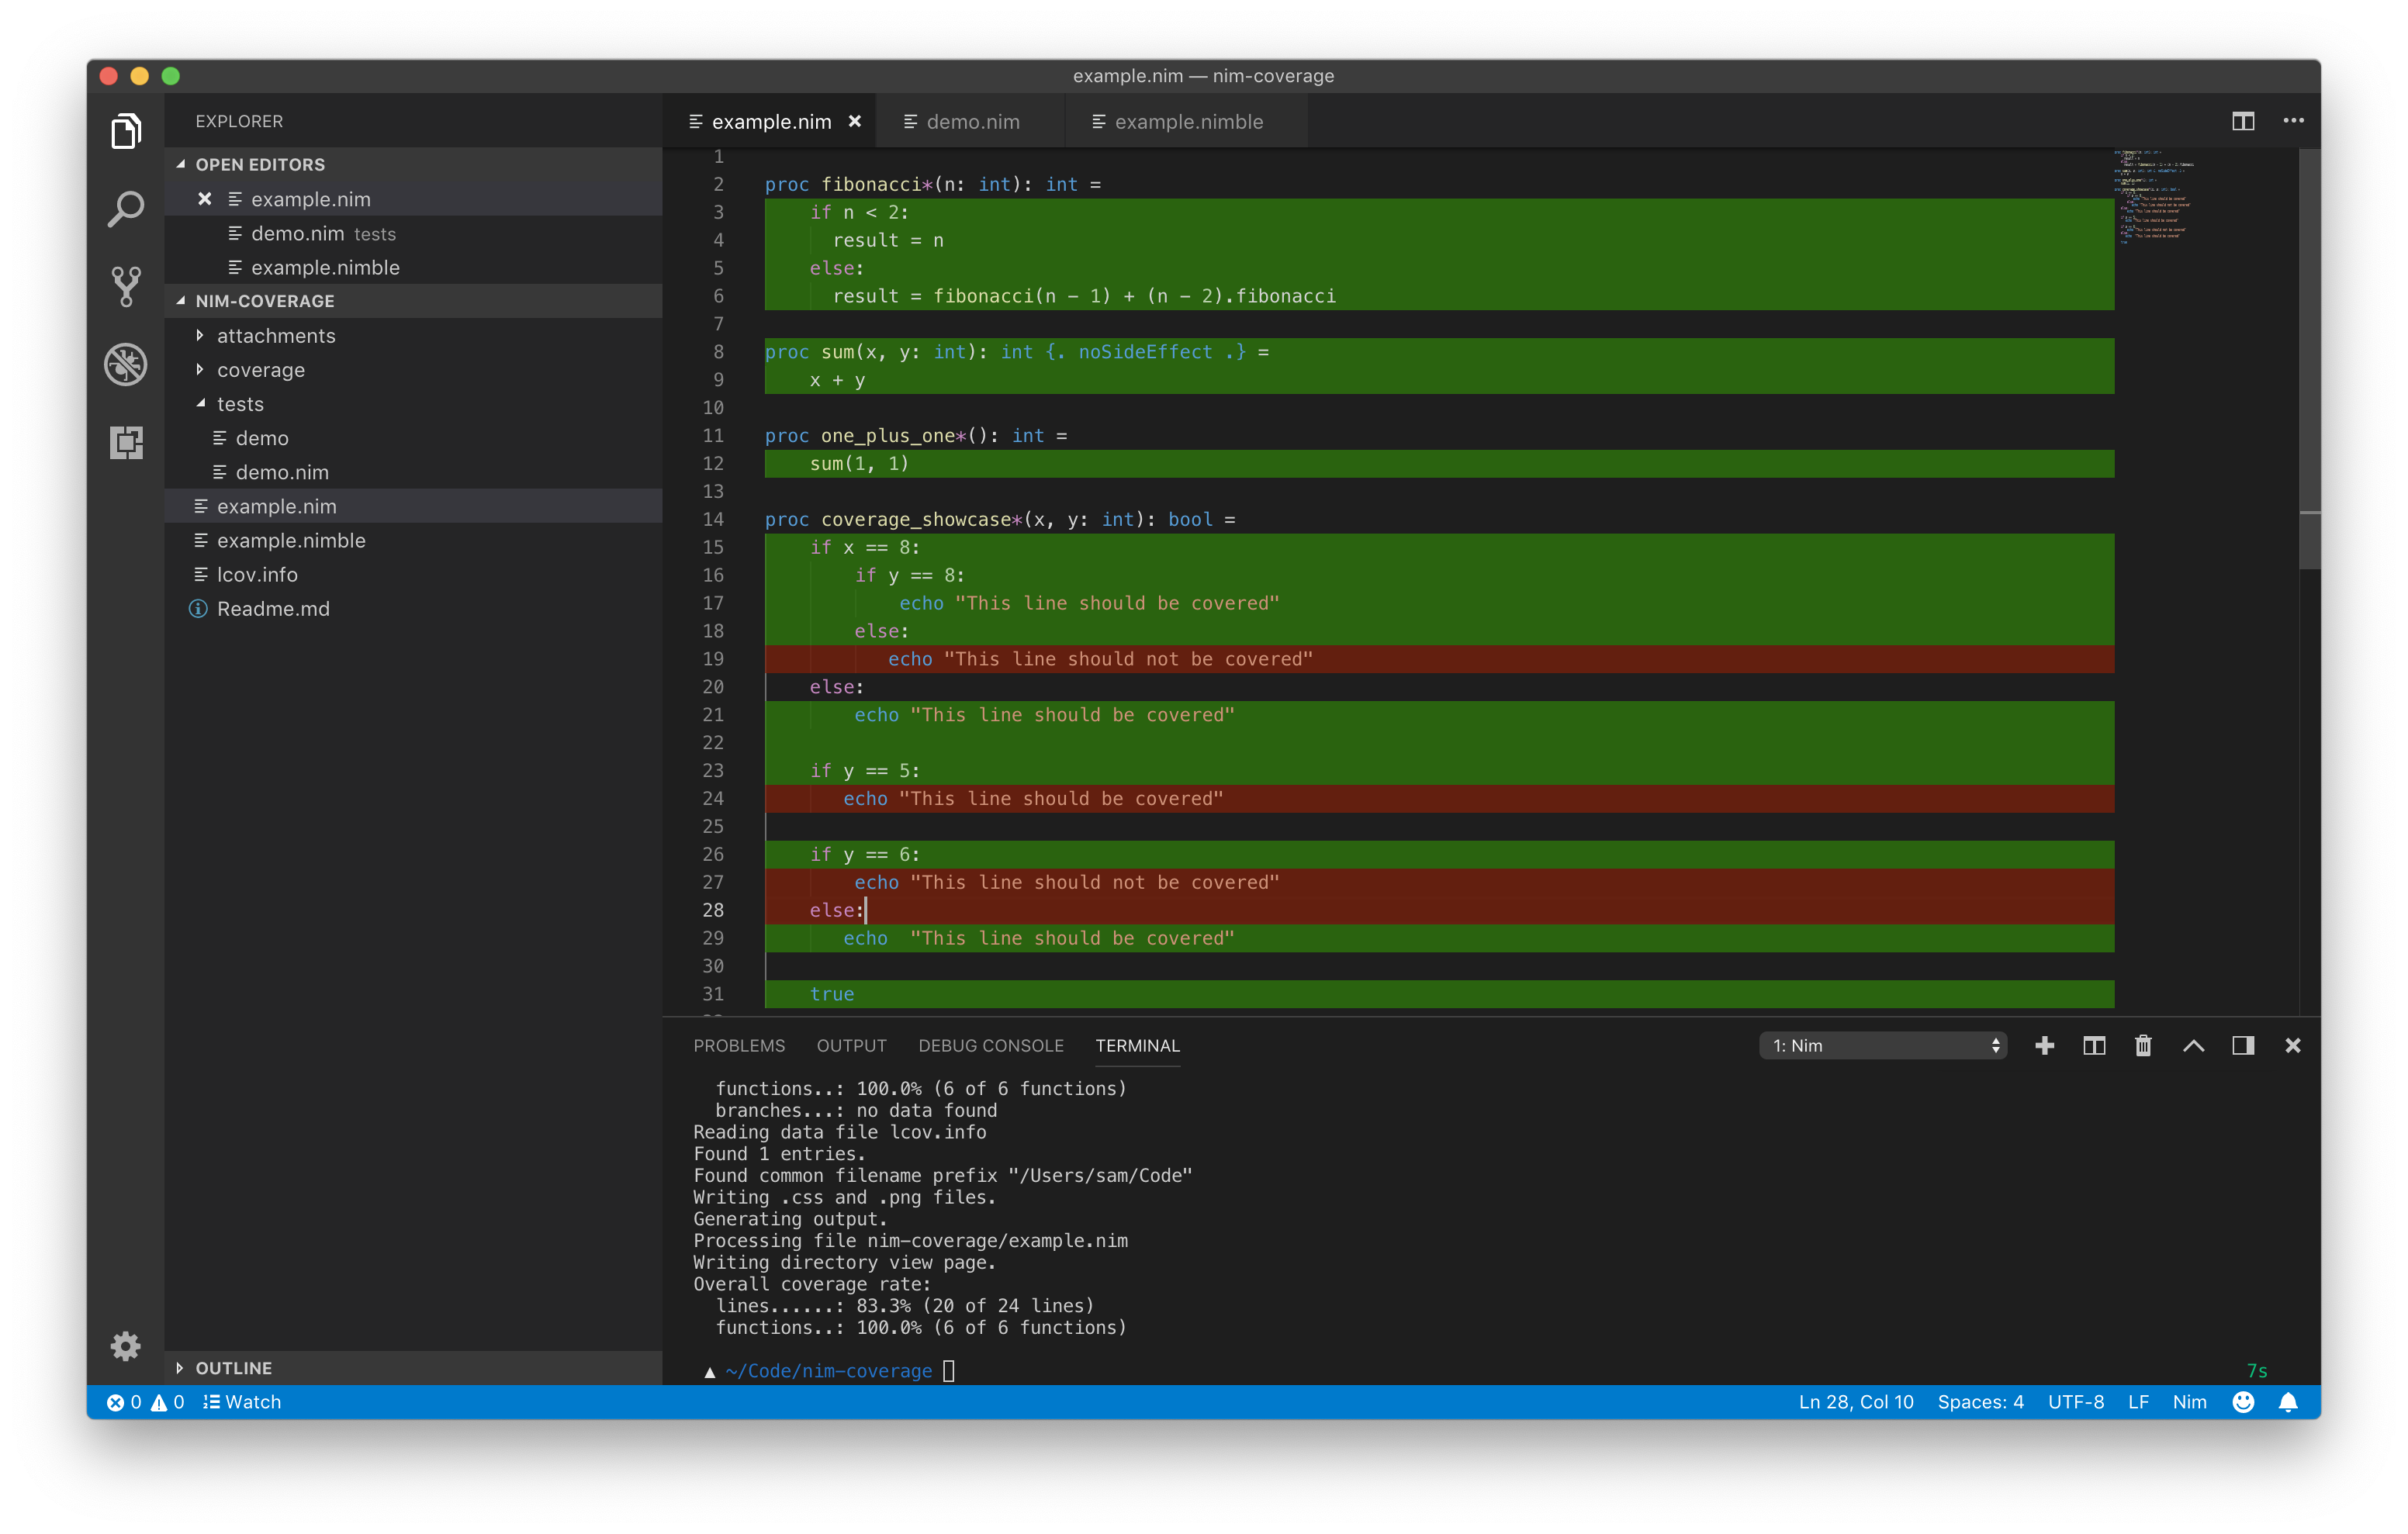 example.nim — nim-coverage
EXPLORER
OPEN EDITORS
example.nim
demo.nim tests
example.nimble
NIM-COVERAGE
attachments
coverage
tests
demo
demo.nim
example.nim
example.nimble
lcov.info
Readme.md
OUTLINE
example.nim demo.nim example.nimble
1
2 proc fibonacci*(n: int): int =
3     if n < 2:
4       result = n
5     else:
6       result = fibonacci(n - 1) + (n - 2).fibonacci
7
8 proc sum(x, y: int): int {. noSideEffect .} =
9     x + y
10
11 proc one_plus_one*(): int =
12     sum(1, 1)
13
14 proc coverage_showcase*(x, y: int): bool =
15     if x == 8:
16         if y == 8:
17             echo "This line should be covered"
18         else:
19            echo "This line should not be covered"
20     else:
21         echo "This line should be covered"
22
23     if y == 5:
24        echo "This line should be covered"
25
26     if y == 6:
27         echo "This line should not be covered"
28     else:
29        echo  "This line should be covered"
30
31     true
PROBLEMS OUTPUT DEBUG CONSOLE TERMINAL 1: Nim
  functions..: 100.0% (6 of 6 functions)
  branches...: no data found
Reading data file lcov.info
Found 1 entries.
Found common filename prefix "/Users/sam/Code"
Writing .css and .png files.
Generating output.
Processing file nim-coverage/example.nim
Writing directory view page.
Overall coverage rate:
  lines......: 83.3% (20 of 24 lines)
  functions..: 100.0% (6 of 6 functions)
▲ ~/Code/nim-coverage 7s
0 0 Watch Ln 28, Col 10 Spaces: 4 UTF-8 LF Nim